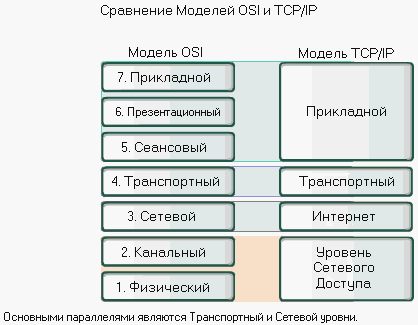 Сравнение Моделей OSI и TCP/IP
Модель OSI
Модель TCP/IP
7. Прикладной
6. Презентационный
5. Сеансовый
Прикладной
4. Транспортный
Транспортный
3. Сетевой
Интернет
2. Канальный
1. Физический
Уровень
Сетевого
Доступа
Основными параллелями являются Транспортный и Сетевой уровни.